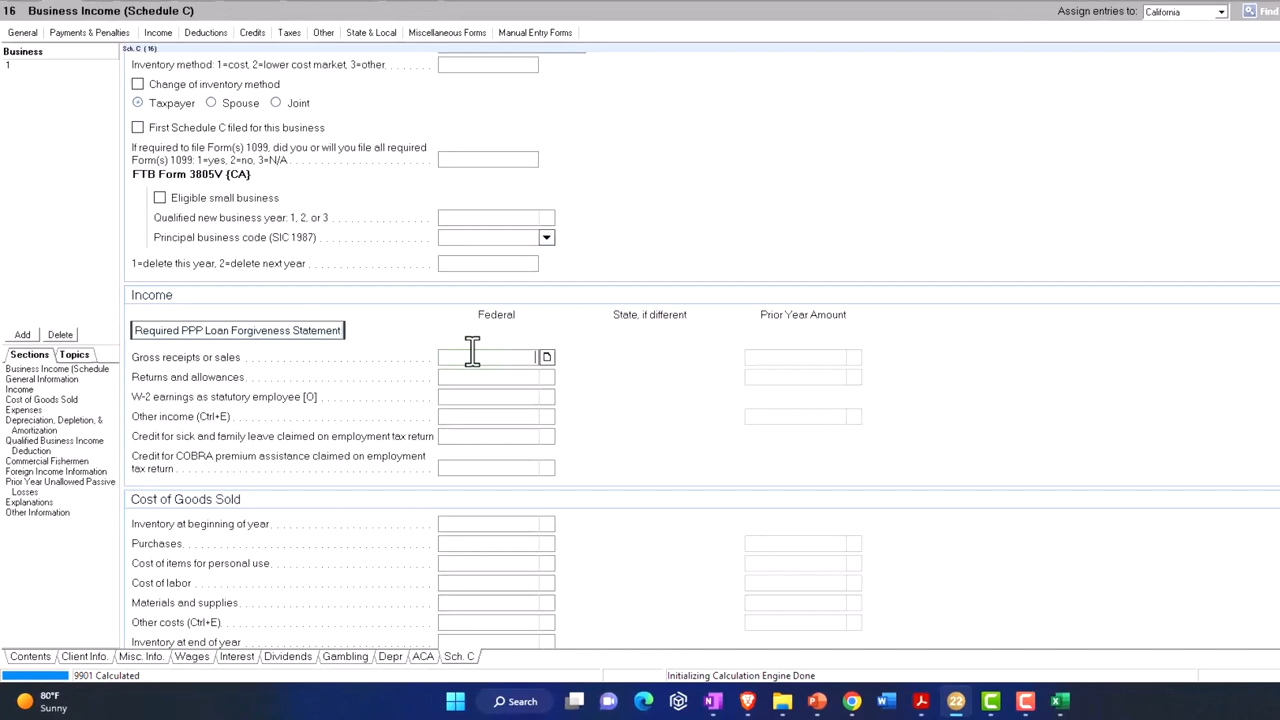 16 Business Income (Schedule C)
Assign entries to: California Find
General Payments & Penalties Income Deductions Credits Taxes Other State & Local Miscellaneous Forms Manual Entry Forms
Business
1
Sch. C (16)
Inventory method: 1=cost, 2=lower cost market, 3=other
Change of inventory method
Taxpayer Spouse Joint
First Schedule C filed for this business
If required to file Form(s) 1099, did you or will you file all required
Form(s) 1099: 1=yes, 2=no, 3=N/A
FTB Form 3805V {CA}
Eligible small business
Qualified new business year: 1, 2, or 3
Principal business code (SIC 1987)
1=delete this year, 2=delete next year
Income
Federal State, if different Prior Year Amount
Required PPP Loan Forgiveness Statement
Gross receipts or sales
Returns and allowances
W-2 earnings as statutory employee [O]
Other income (Ctrl+E)
Credit for sick and family leave claimed on employment tax return
Credit for COBRA premium assistance claimed on employment
tax return
Cost of Goods Sold
Inventory at beginning of year
Purchases
Cost of items for personal use
Cost of labor
Materials and supplies
Other costs (Ctrl+E)
Inventory at end of year
Add Delete
Sections Topics
Business Income (Schedule
General Information
Income
Cost of Goods Sold
Expenses
Depreciation, Depletion, &
Amortization
Qualified Business Income
Deduction
Commercial Fishermen
Foreign Income Information
Prior Year Unallowed Passive
Losses
Explanations
Other Information
Contents Client Info. Misc. Info. Wages Interest Dividends Gambling Depr ACA Sch. C
9901 Calculated
Initializing Calculation Engine Done
80°F
Sunny
Search
22